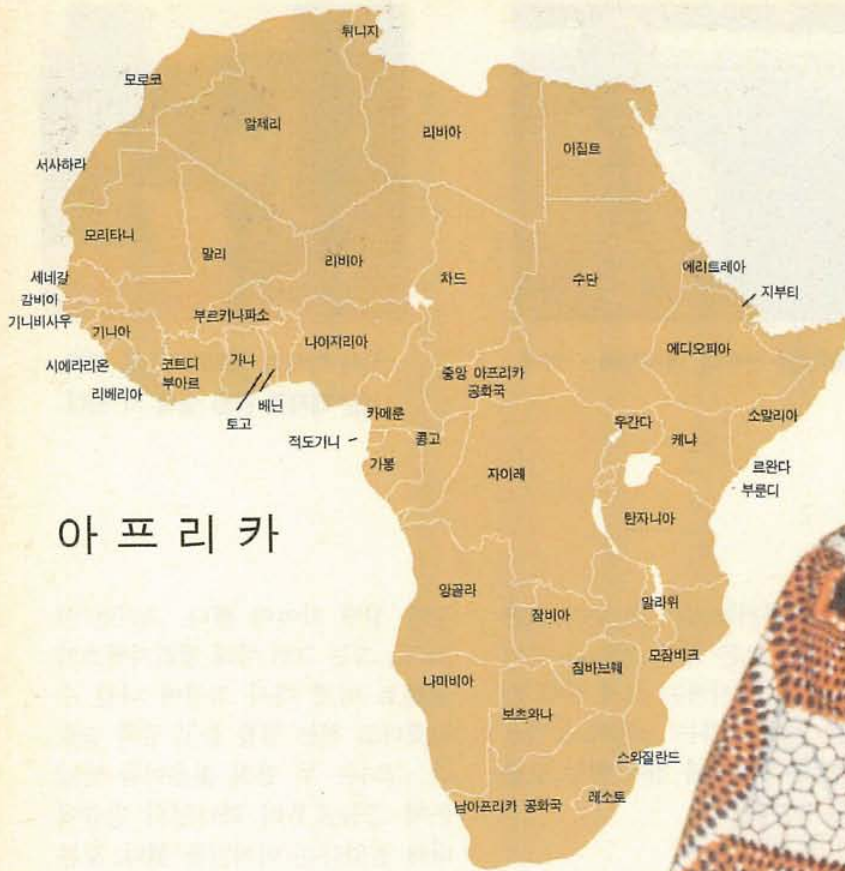 튀니지
모로코
알제리
리비아
이집트
서사하라
모리타니
말리
리비아
차드
수단
에리트레아
지부티
세네갈
감비아
기니비사우
기니아
부르키나파소
나이지리아
에디오피아
시에라리온
코트디
부아르
가나
리베리아
중앙 아프리카
공화국
토고
베닌
카메룬
우간다
케냐
소말리아
적도가니
가봉
콩고
자이레
르완다
부룬디
탄자니아
아프리카
앙골라
잠비아
말라위
모잠비크
나미비아
짐바브웨
보츠와나
스와질란드
남아프리카 공화국
레소토